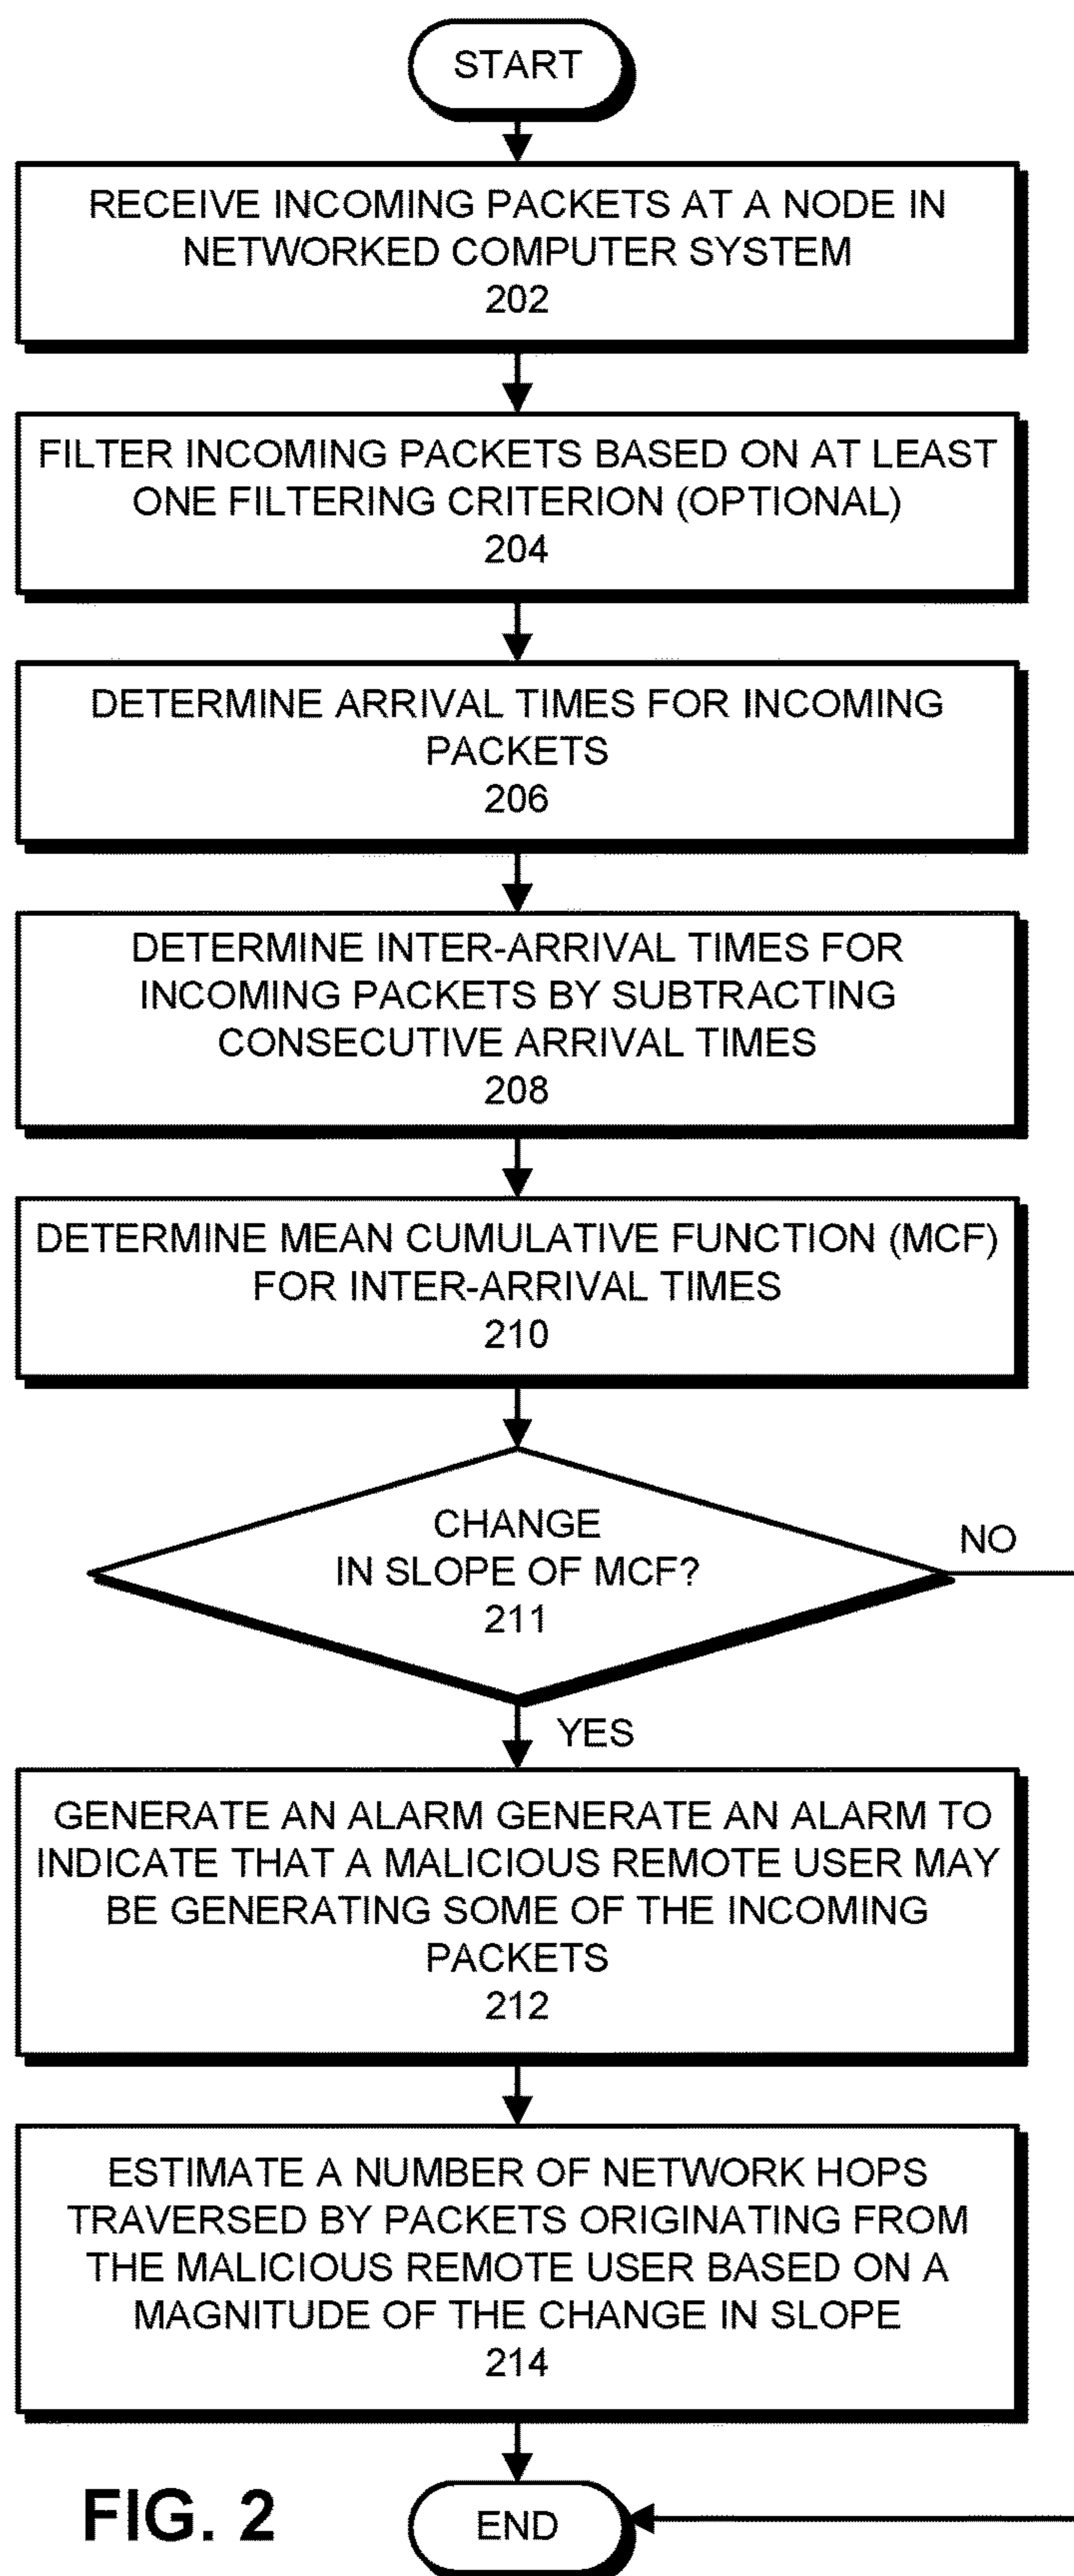 START
RECEIVE INCOMING PACKETS AT A NODE IN
NETWORKED COMPUTER SYSTEM
202
FILTER INCOMING PACKETS BASED ON AT LEAST
ONE FILTERING CRITERION (OPTIONAL)
204
DETERMINE ARRIVAL TIMES FOR INCOMING
PACKETS
206
DETERMINE INTER-ARRIVAL TIMES FOR
INCOMING PACKETS BY SUBTRACTING
CONSECUTIVE ARRIVAL TIMES
208
DETERMINE MEAN CUMULATIVE FUNCTION (MCF)
FOR INTER-ARRIVAL TIMES
210
CHANGE
IN SLOPE OF MCF?
211
NO
YES
GENERATE AN ALARM GENERATE AN ALARM TO
INDICATE THAT A MALICIOUS REMOTE USER MAY
BE GENERATING SOME OF THE INCOMING
PACKETS
212
ESTIMATE A NUMBER OF NETWORK HOPS
TRAVERSED BY PACKETS ORIGINATING FROM
THE MALICIOUS REMOTE USER BASED ON A
MAGNITUDE OF THE CHANGE IN SLOPE
214
END
FIG. 2